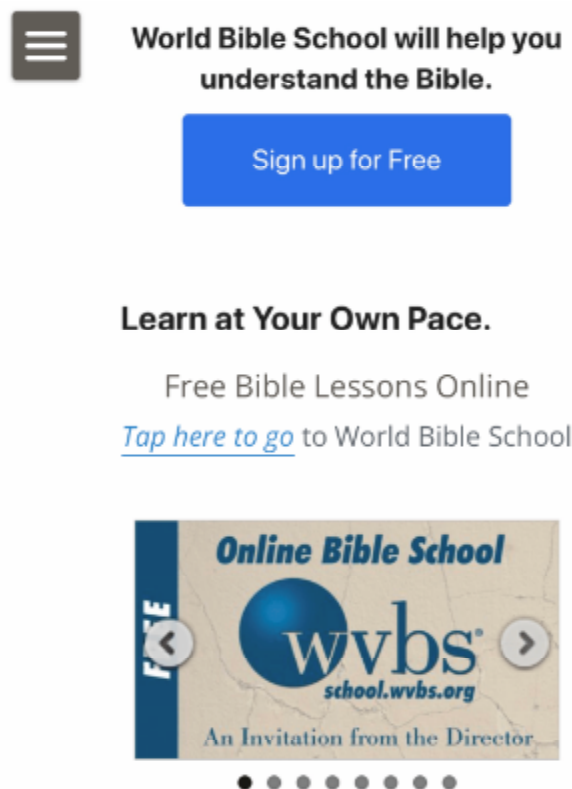 World Bible School will help you
understand the Bible.
Sign up for Free
Learn at Your Own Pace.
Free Bible Lessons Online
Tap here to go to World Bible School
Online Bible School
FREE
wvbs®
school.wvbs.org
An Invitation from the Director